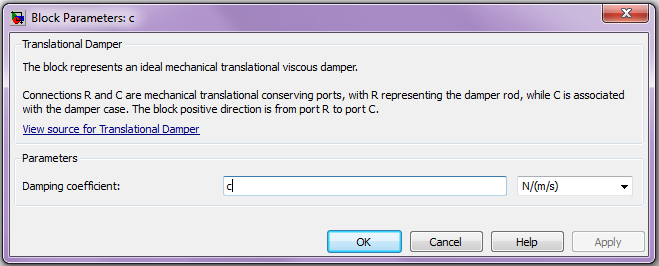 Block Parameters: c
Translational Damper
The block represents an ideal mechanical translational viscous damper.
Connections R and C are mechanical translational conserving ports, with R representing the damper rod, while C is associated
with the damper case. The block positive direction is from port R to port C.
View source for Translational Damper
Parameters
Damping coefficient: c N/(m/s)
OK Cancel Help Apply